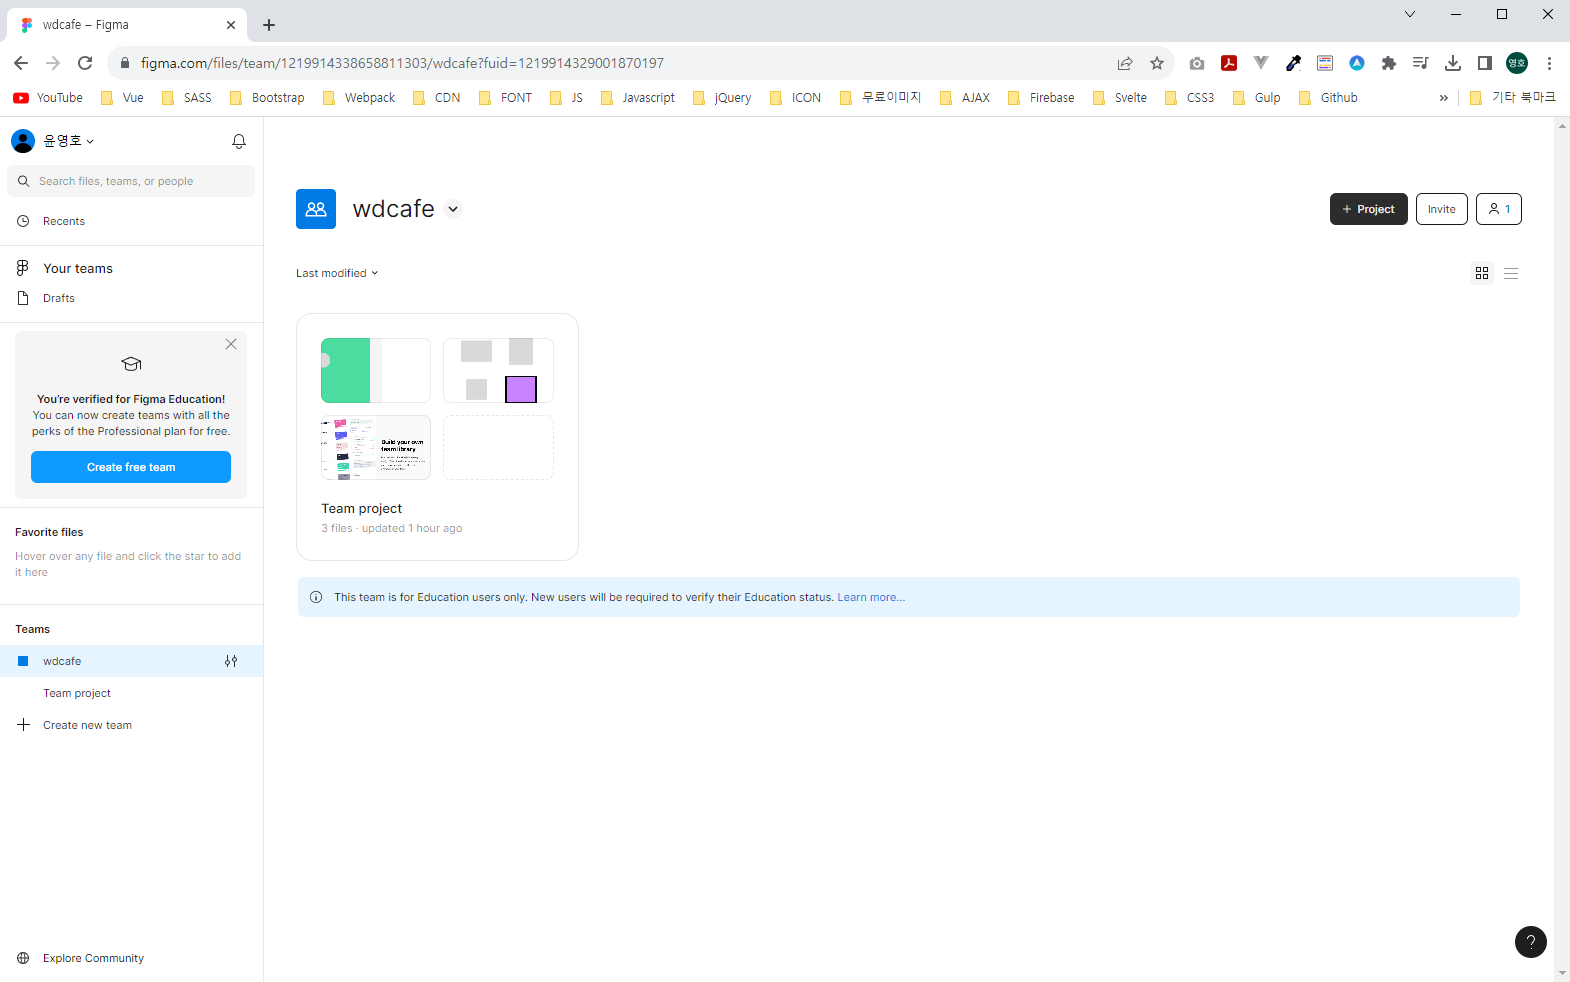 wdcafe – Figma
figma.com/files/team/1219914338658811303/wdcafe?fuid=1219914329001870197
영호
YouTube Vue SASS Bootstrap Webpack CDN FONT JS Javascript jQuery ICON 무료이미지 AJAX Firebase Svelte CSS3 Gulp Github » 기타 북마크
윤영호
Search files, teams, or people
Recents
Your teams
Drafts
You're verified for Figma Education!
You can now create teams with all the
perks of the Professional plan for free.
Create free team
Favorite files
Hover over any file and click the star to add
it here
Teams
wdcafe
Team project
Create new team
Explore Community
wdcafe
+ Project
Invite
1
Last modified
Build your own
team library
Team project
3 files · updated 1 hour ago
This team is for Education users only. New users will be required to verify their Education status. Learn more...
?